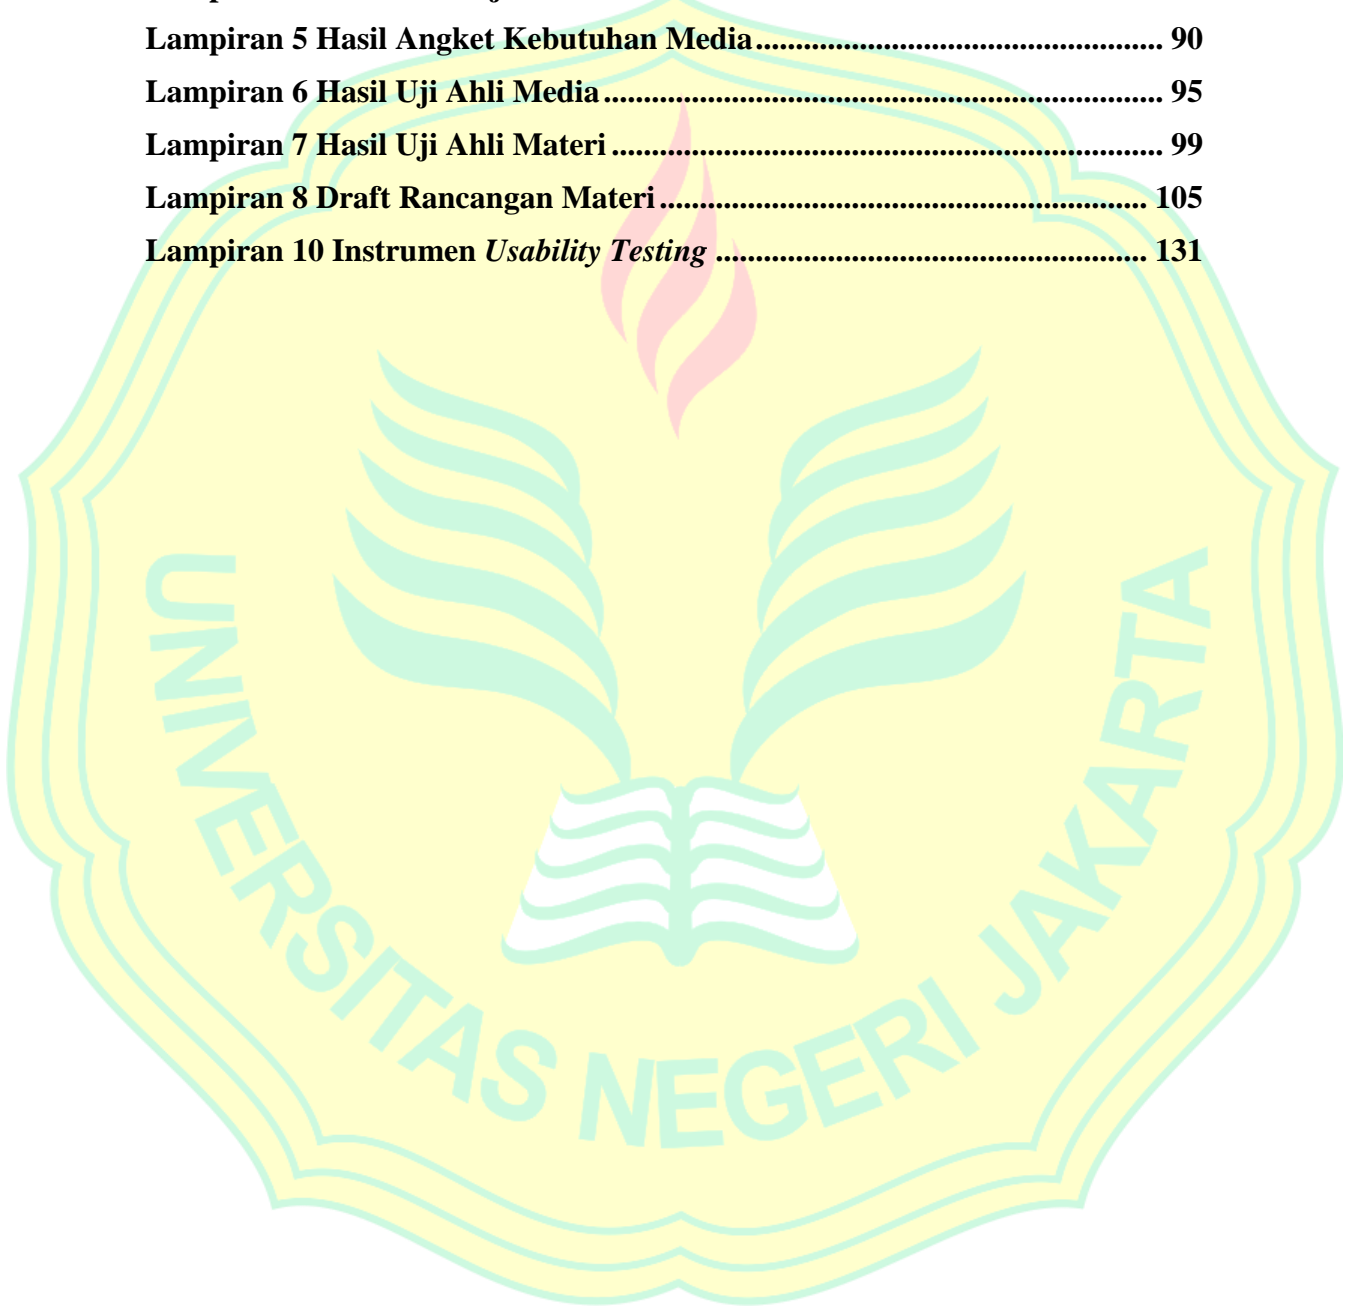 Lampiran 5 Hasil Angket Kebutuhan Media................................................... 90
Lampiran 6 Hasil Uji Ahli Media...................................................................... 95
Lampiran 7 Hasil Uji Ahli Materi ..................................................................... 99
Lampiran 8 Draft Rancangan Materi............................................................. 105
Lampiran 10 Instrumen Usability Testing ...................................................... 131
UNIVERSITAS NEGERI JAKARTA